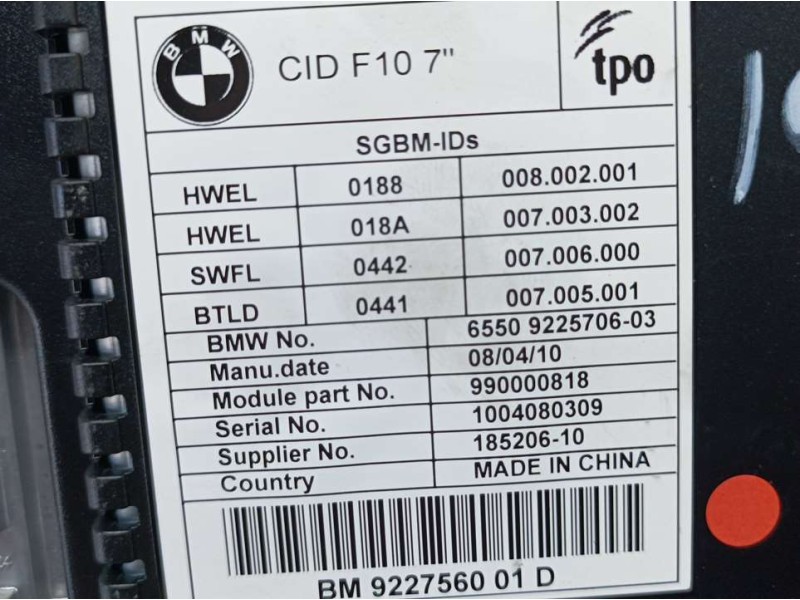 BMW
CID F10 7"
tpo
SGBM-IDs
HWEL 0188 008.002.001
HWEL 018A 007.003.002
SWFL 0442 007.006.000
BTLD 0441 007.005.001
BMW No. 6550 9225706-03
Manu.date 08/04/10
Module part No. 990000818
Serial No. 1004080309
Supplier No. 185206-10
Country MADE IN CHINA
BM 9227560 01 D